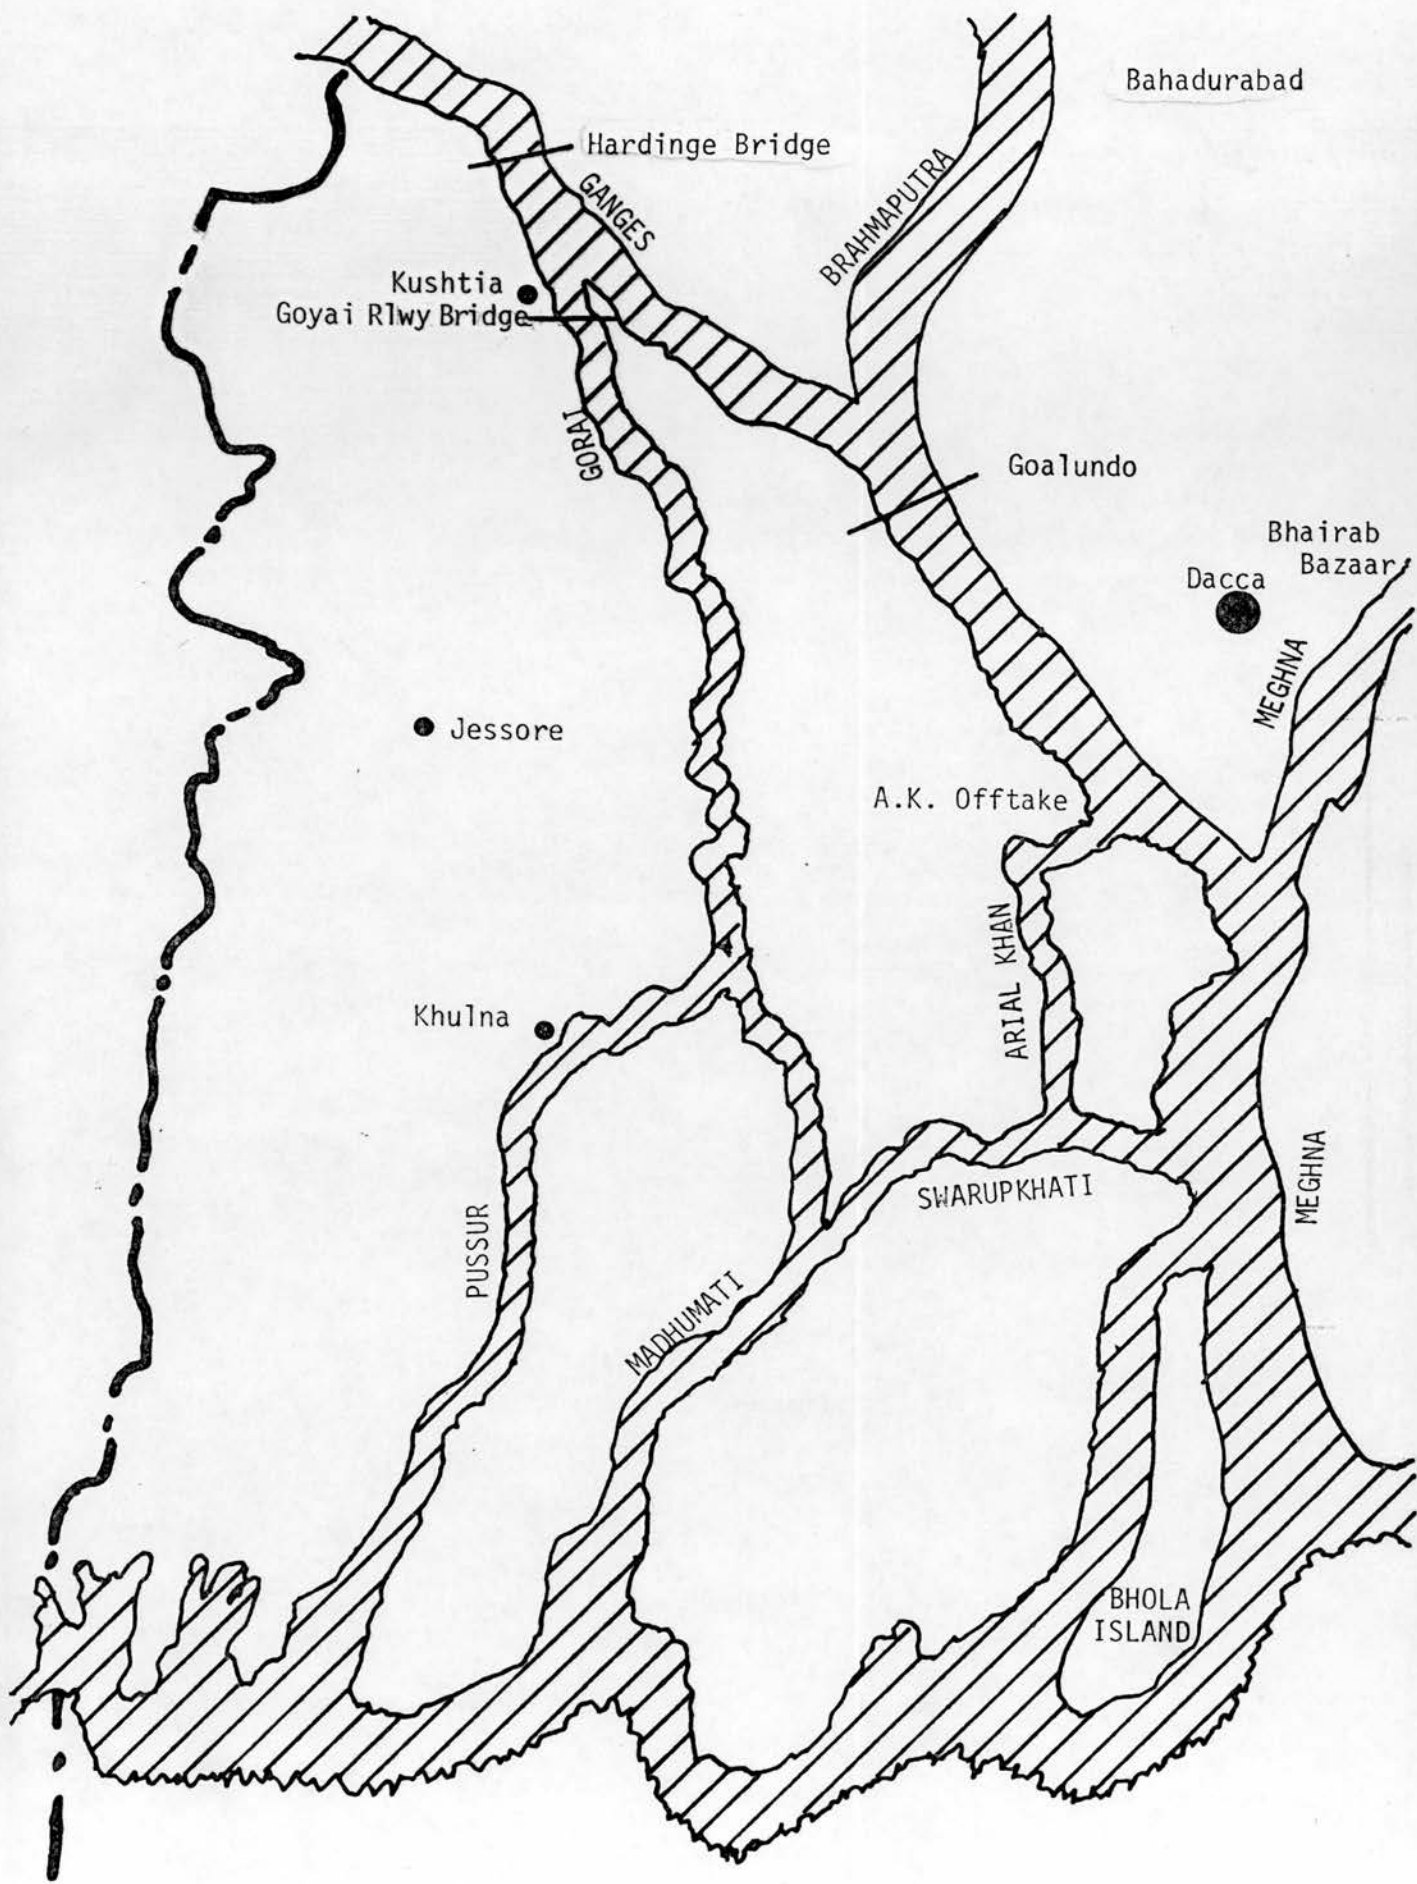 Bahadurabad
Hardinge Bridge
GANGES
BRAHMAPUTRA
Kushtia
Goyai Rlwy Bridge
GORAI
Goalundo
Bhairab
Bazaar
Dacca
MEGHNA
Jessore
A.K. Offtake
ARIAL KHAN
Khulna
MEGHNA
SWARUPKHATI
PUSSUR
MADHUMATI
BHOLA
ISLAND